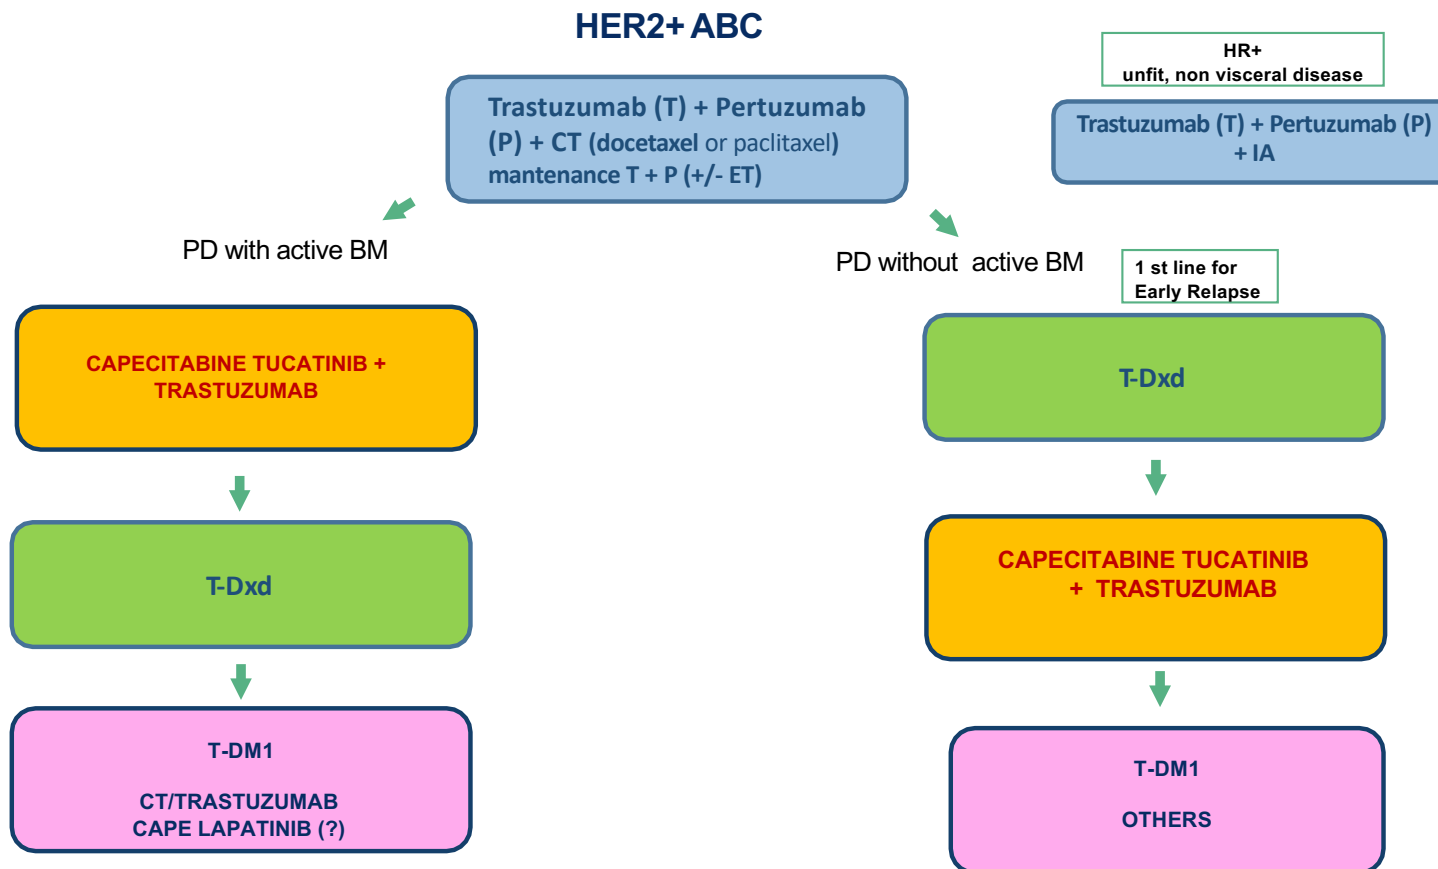 HER2+ ABC
HR+
unfit, non visceral disease
Trastuzumab (T) + Pertuzumab
(P) + CT (docetaxel or paclitaxel)
mantenance T + P (+/- ET)
Trastuzumab (T) + Pertuzumab (P)
+ IA
PD with active BM
PD without active BM
1 st line for
Early Relapse
CAPECITABINE TUCATINIB +
TRASTUZUMAB
T-Dxd
T-Dxd
CAPECITABINE TUCATINIB
+ TRASTUZUMAB
T-DM1
CT/TRASTUZUMAB
CAPE LAPATINIB (?)
T-DM1
OTHERS